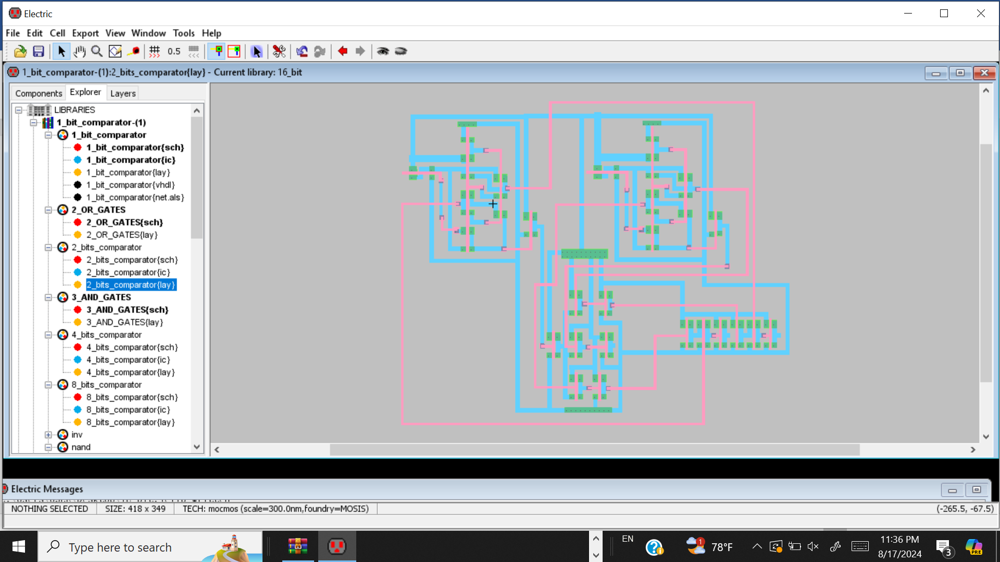 Electric
File Edit Cell Export View Window Tools Help
0.5
1_bit_comparator-(1):2_bits_comparator{lay} - Current library: 16_bit
Components Explorer Layers
LIBRARIES
1_bit_comparator-(1)
1_bit_comparator
1_bit_comparator{sch}
1_bit_comparator{ic}
1_bit_comparator{lay}
1_bit_comparator{vhdl}
1_bit_comparator{net.als}
2_OR_GATES
2_OR_GATES{sch}
2_OR_GATES{lay}
2_bits_comparator
2_bits_comparator{sch}
2_bits_comparator{ic}
2_bits_comparator{lay}
3_AND_GATES
3_AND_GATES{sch}
3_AND_GATES{lay}
4_bits_comparator
4_bits_comparator{sch}
4_bits_comparator{ic}
4_bits_comparator{lay}
8_bits_comparator
8_bits_comparator{sch}
8_bits_comparator{ic}
8_bits_comparator{lay}
inv
nand
Electric Messages
NOTHING SELECTED SIZE: 418 x 349 TECH: mocmos (scale=300.0nm,foundry=MOSIS) (-265.5, -67.5)
Type here to search
EN
1
78°F
11:36 PM
8/17/2024
3
PRE